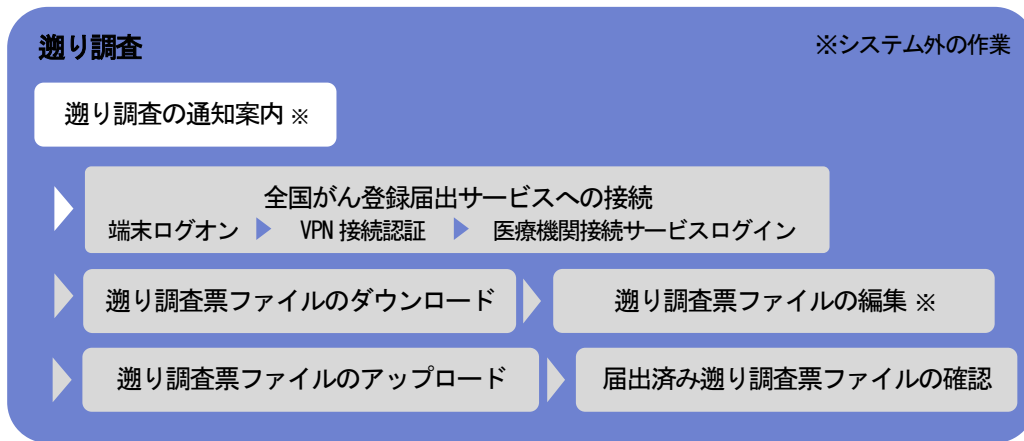 遡り調査
※システム外の作業
遡り調査の通知案内 ※
全国がん登録届出サービスへの接続
端末ログオン VPN 接続認証 医療機関接続サービスログイン
遡り調査票ファイルのダウンロード 遡り調査票ファイルの編集 ※
遡り調査票ファイルのアップロード 届出済み遡り調査票ファイルの確認